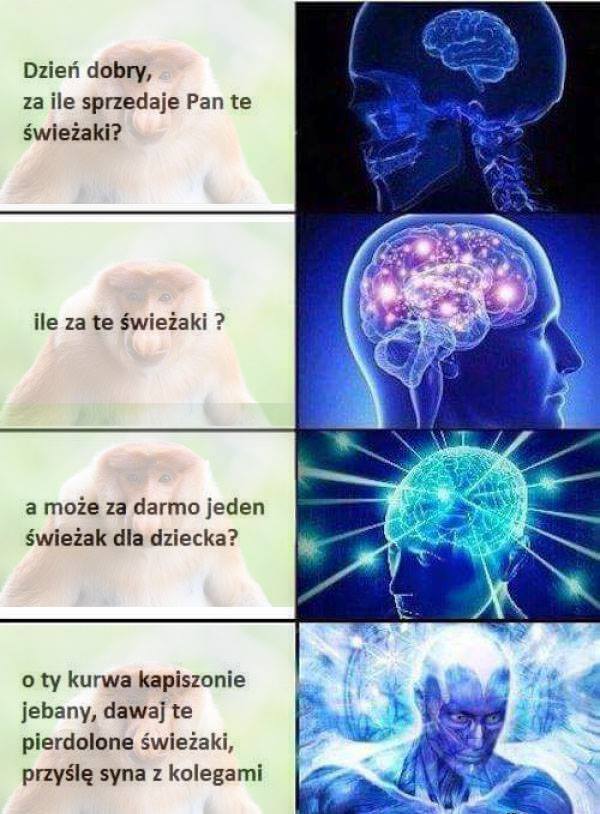 Dzień dobry,
za ile sprzedaje Pan te
świeżaki?
ile za te świeżaki ?
a może za darmo jeden
świeżak dla dziecka?
o ty kurwa kapiszonie
jebany, dawaj te
pierdolone świeżaki,
przyślę syna z kolegami